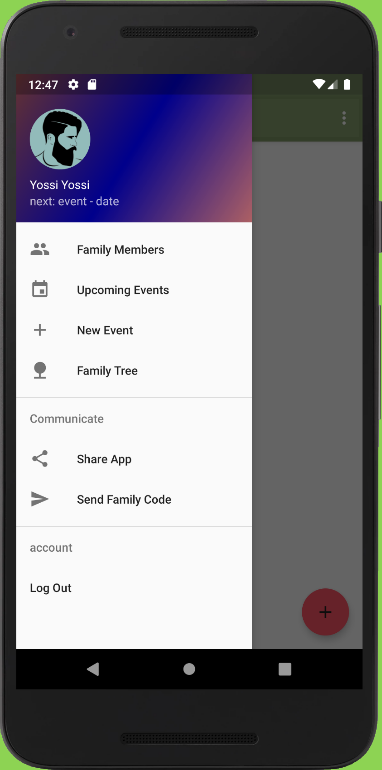 12:47
Yossi Yossi
next: event - date
Family Members
Upcoming Events
New Event
Family Tree
Communicate
Share App
Send Family Code
account
Log Out